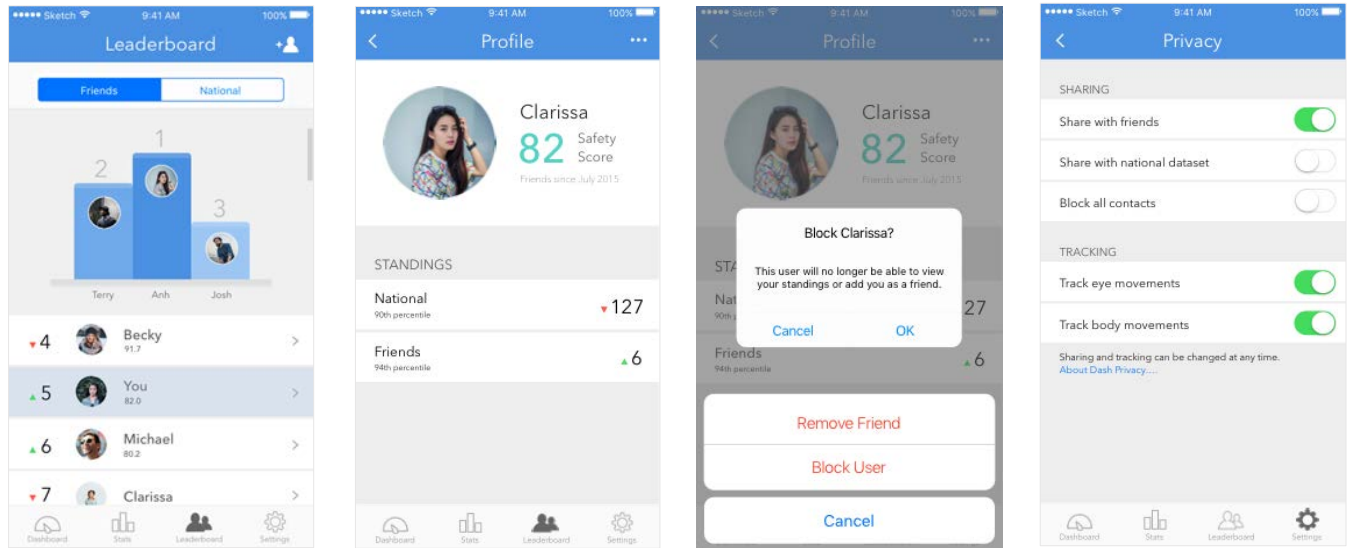 Sketch 9:41 AM 100%
Leaderboard
Friends National
1
2
3
Terry Anh Josh
4 Becky
91.7
5 You
82.0
6 Michael
80.2
7 Clarissa
Dashboard Stats Leaderboard Settings
Sketch 9:41 AM 100%
Profile
Clarissa
82 Safety
Score
Friends since July 2015
STANDINGS
National
90th percentile
127
Friends
94th percentile
6
Dashboard Stats Leaderboard Settings
Sketch 9:41 AM 100%
Profile
Clarissa
82 Safety
Score
Friends since July 2015
STA
Block Clarissa?
This user will no longer be able to view
your standings or add you as a friend.
Nat
90th
27
Cancel OK
Friends
94th percentile
6
Remove Friend
Block User
Cancel
Sketch 9:41 AM 100%
Privacy
SHARING
Share with friends
Share with national dataset
Block all contacts
TRACKING
Track eye movements
Track body movements
Sharing and tracking can be changed at any time.
About Dash Privacy....
Dashboard Stats Leaderboard Settings